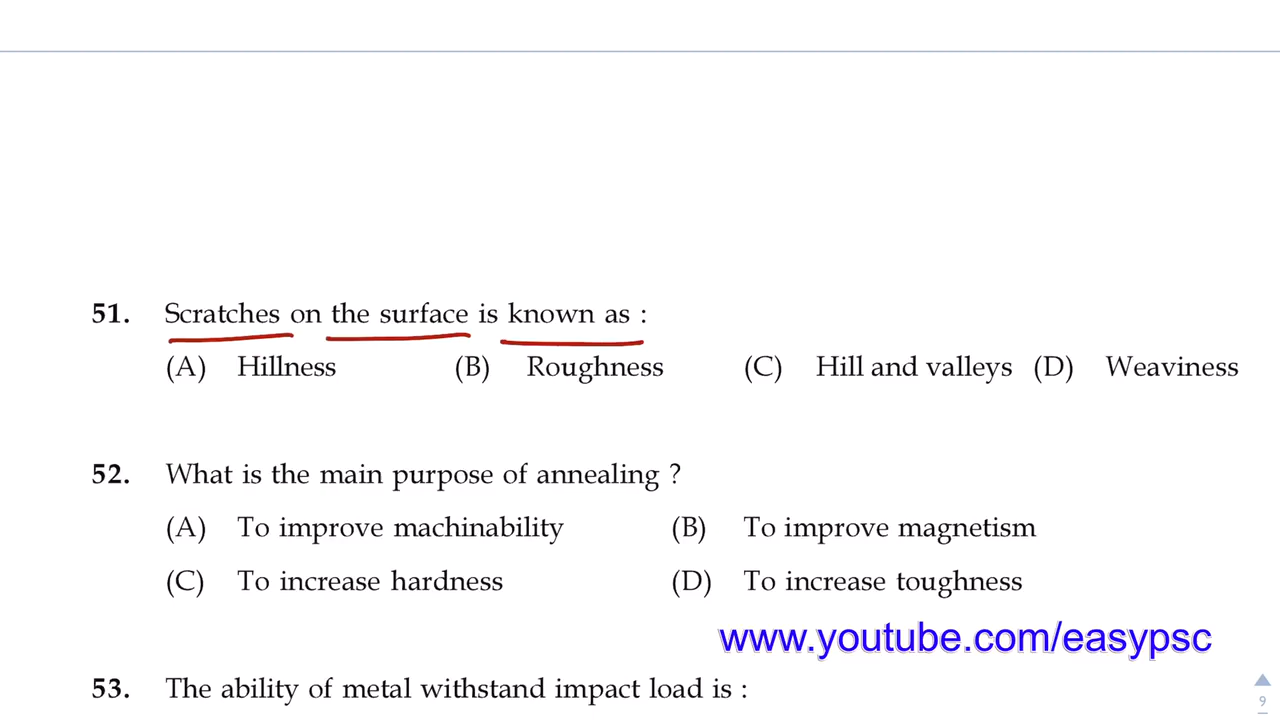 51. Scratches on the surface is known as :
(A) Hillness (B) Roughness (C) Hill and valleys (D) Weaviness
52. What is the main purpose of annealing ?
(A) To improve machinability (B) To improve magnetism
(C) To increase hardness (D) To increase toughness
www.youtube.com/easypsc
53. The ability of metal withstand impact load is :
9